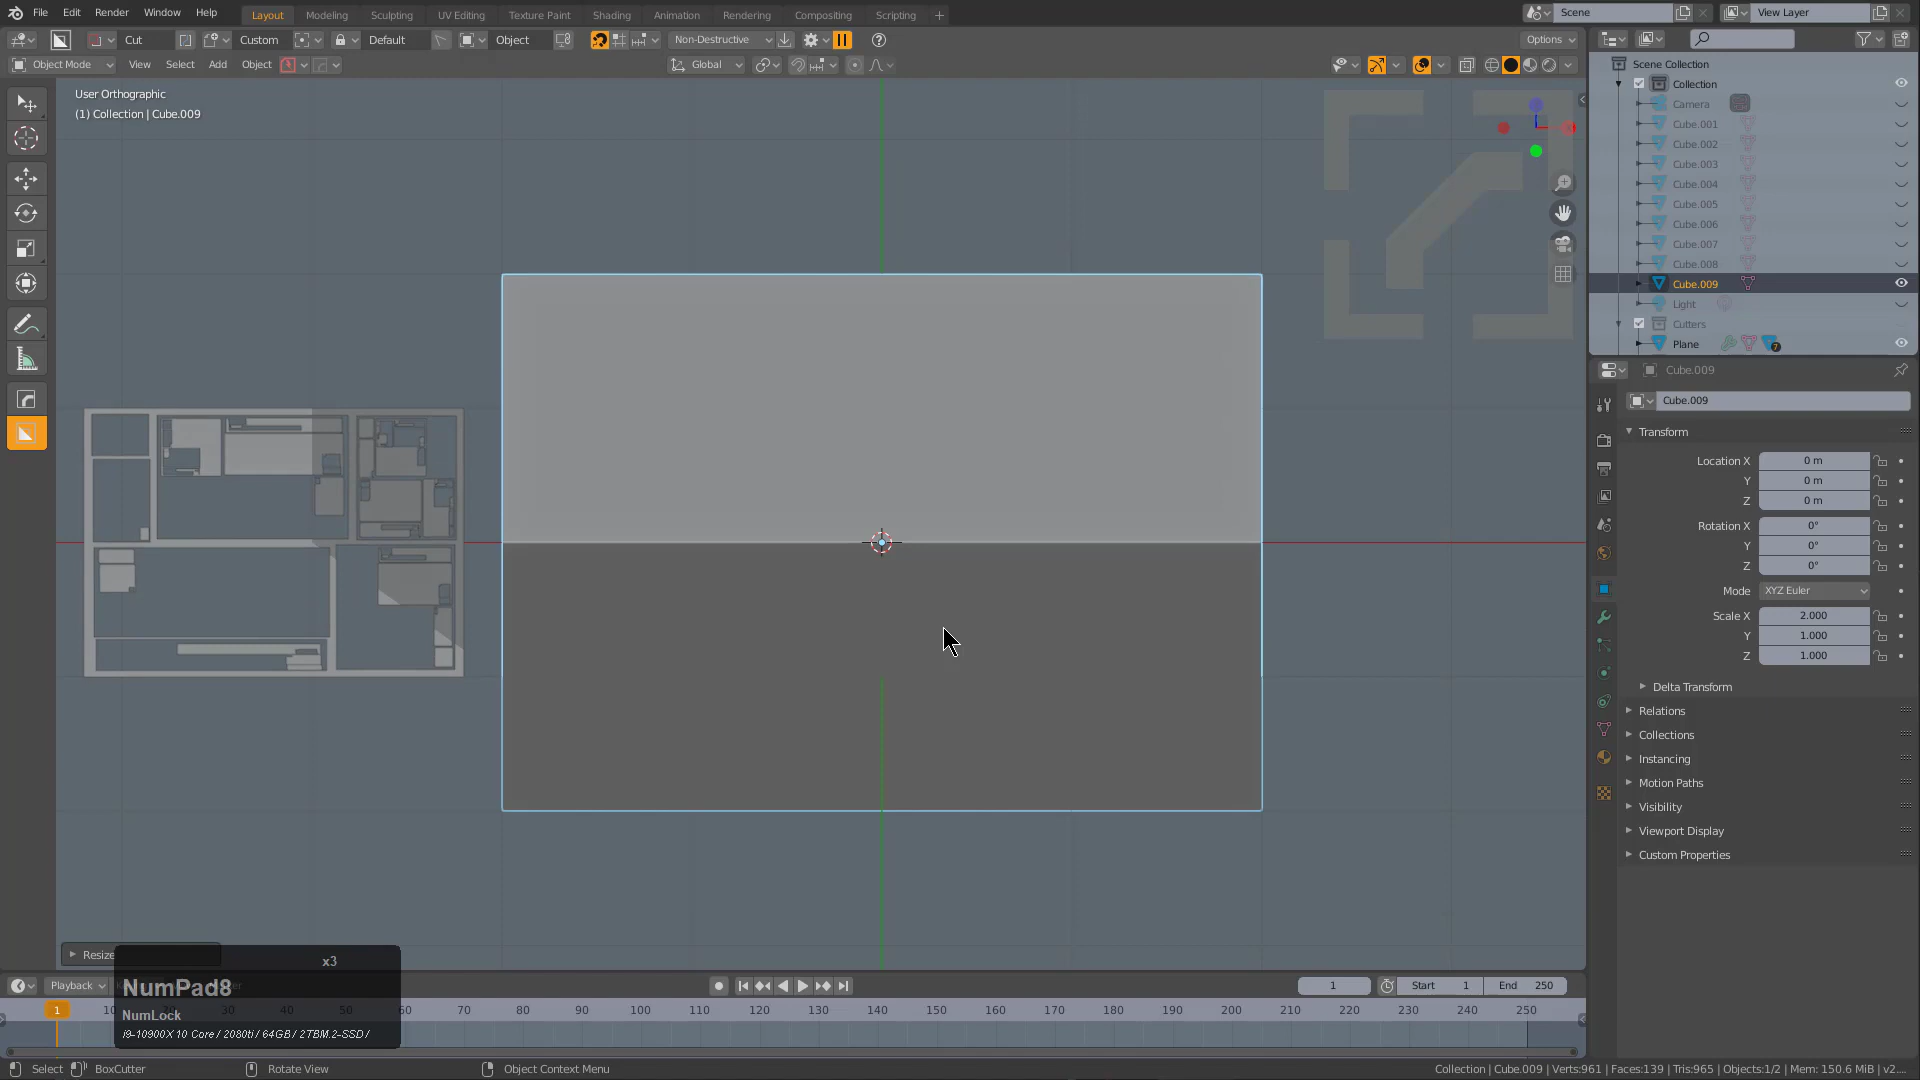 File Edit Render Window Help Layout Modeling Sculpting UV Editing Texture Paint Shading Animation Rendering Compositing Scripting + Scene View Layer
Cut Custom Default Object Non-Destructive Options
Object Mode View Select Add Object Global
User Orthographic
(1) Collection | Cube.009
Scene Collection
Collection
Camera
Cube.001
Cube.002
Cube.003
Cube.004
Cube.005
Cube.006
Cube.007
Cube.008
Cube.009
Light
Cutters
Plane 7
Cube.009
Cube.009
Transform
Location X 0 m
Y 0 m
Z 0 m
Rotation X 0°
Y 0°
Z 0°
Mode XYZ Euler
Scale X 2.000
Y 1.000
Z 1.000
Delta Transform
Relations
Collections
Instancing
Motion Paths
Visibility
Viewport Display
Custom Properties
Resize
x3
NumPad8
NumLock
i9-10900X 10 Core / 2080ti / 64GB / 2TBM.2-SSD /
Playback 1 Start 1 End 250
1 10 30 40 50 60 70 80 90 100 110 120 130 140 150 160 170 180 190 200 210 220 230 240 250
Select BoxCutter Rotate View Object Context Menu Collection | Cube.009 | Verts:961 | Faces:139 | Tris:965 | Objects:1/2 | Mem: 150.6 MiB | v2....